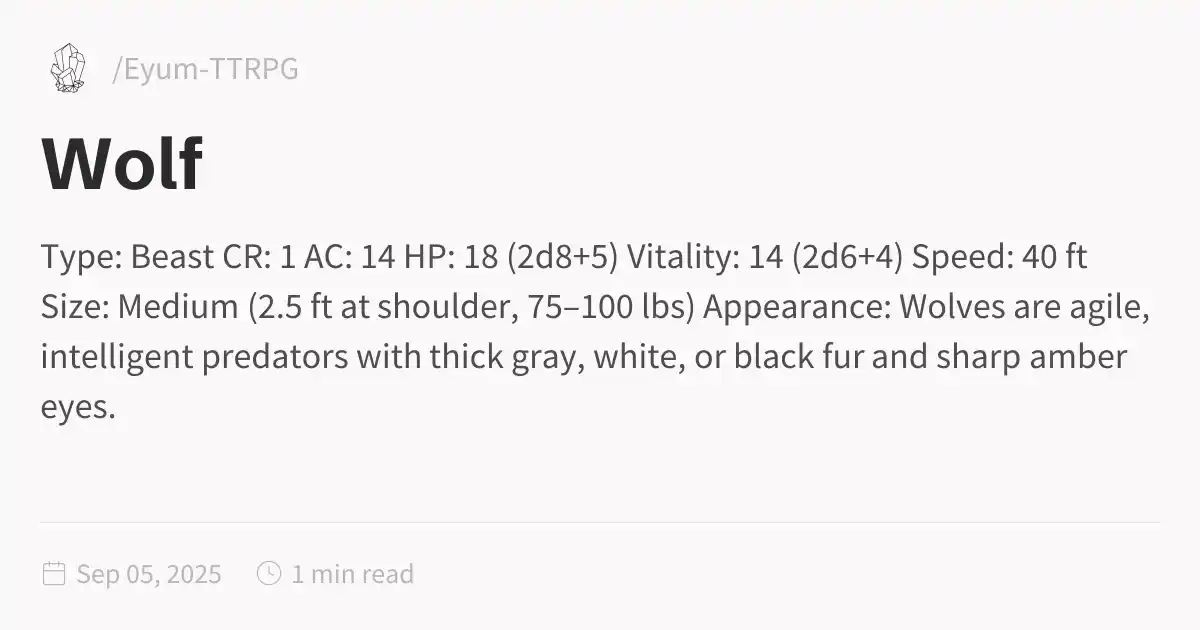 /Eyum-TTRPG
Wolf
Type: Beast CR: 1 AC: 14 HP: 18 (2d8+5) Vitality: 14 (2d6+4) Speed: 40 ft
Size: Medium (2.5 ft at shoulder, 75–100 lbs) Appearance: Wolves are agile,
intelligent predators with thick gray, white, or black fur and sharp amber
eyes.
Sep 05, 2025 1 min read